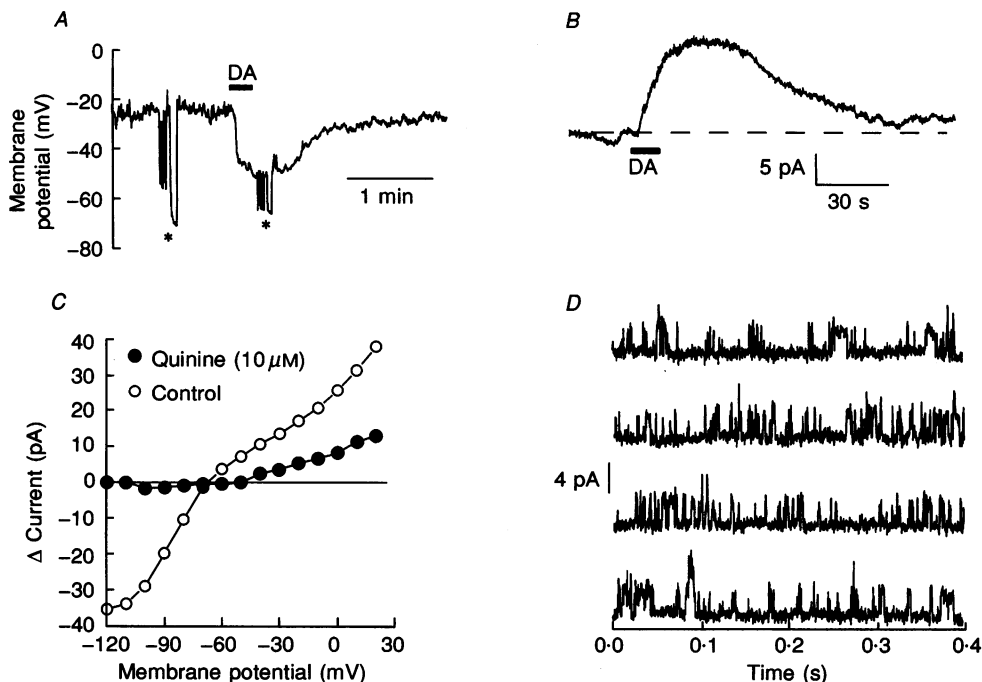 A
0
−20
−40
−60
−80
Membrane
potential (mV)
DA
*
*
1 min
B
DA
5 pA
30 s
C
40
30
20
10
0
−10
−20
−30
−40
Δ Current (pA)
Quinine (10 μM)
Control
−120
−90
−60
−30
0
30
Membrane potential (mV)
D
4 pA
0·0
0·1
0·2
0·3
0·4
Time (s)